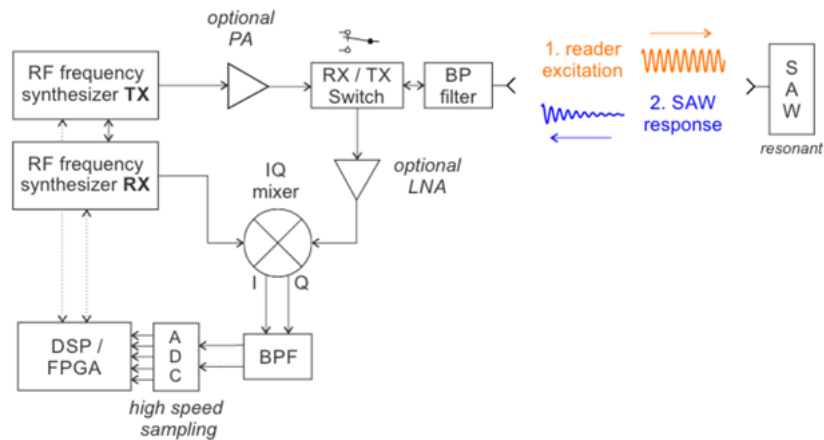 optional
PA
RF frequency
synthesizer TX
RX / TX
Switch
BP
filter
1. reader
excitation
2. SAW
response
S
A
W
resonant
RF frequency
synthesizer RX
optional
LNA
IQ
mixer
I
Q
DSP /
FPGA
A
D
C
BPF
high speed
sampling